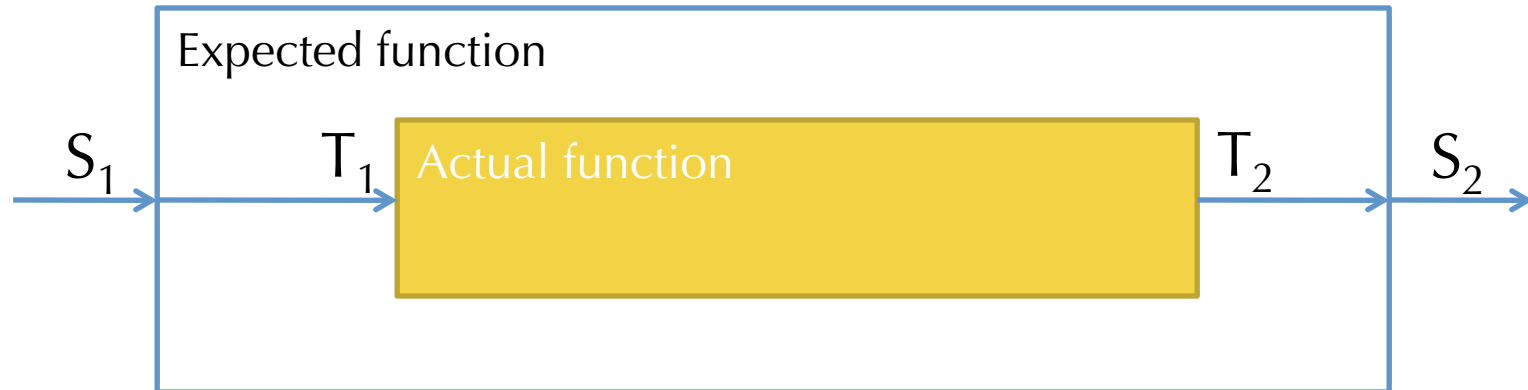 Expected function
S₁ T₁ Actual function T₂ S₂